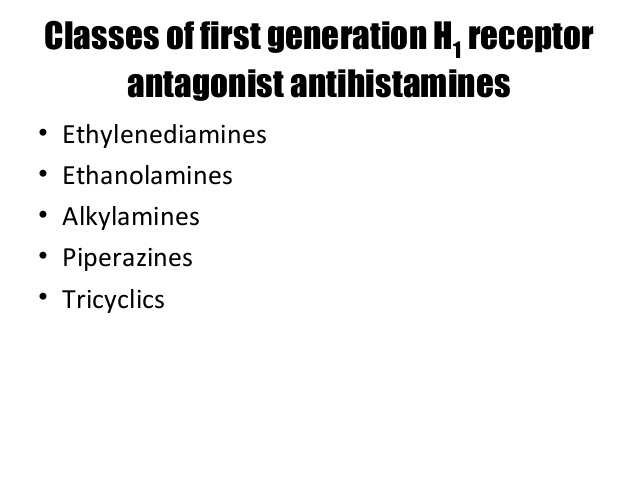 Classes of first generation H₁ receptor
antagonist antihistamines
• Ethylenediamines
• Ethanolamines
• Alkylamines
• Piperazines
• Tricyclics